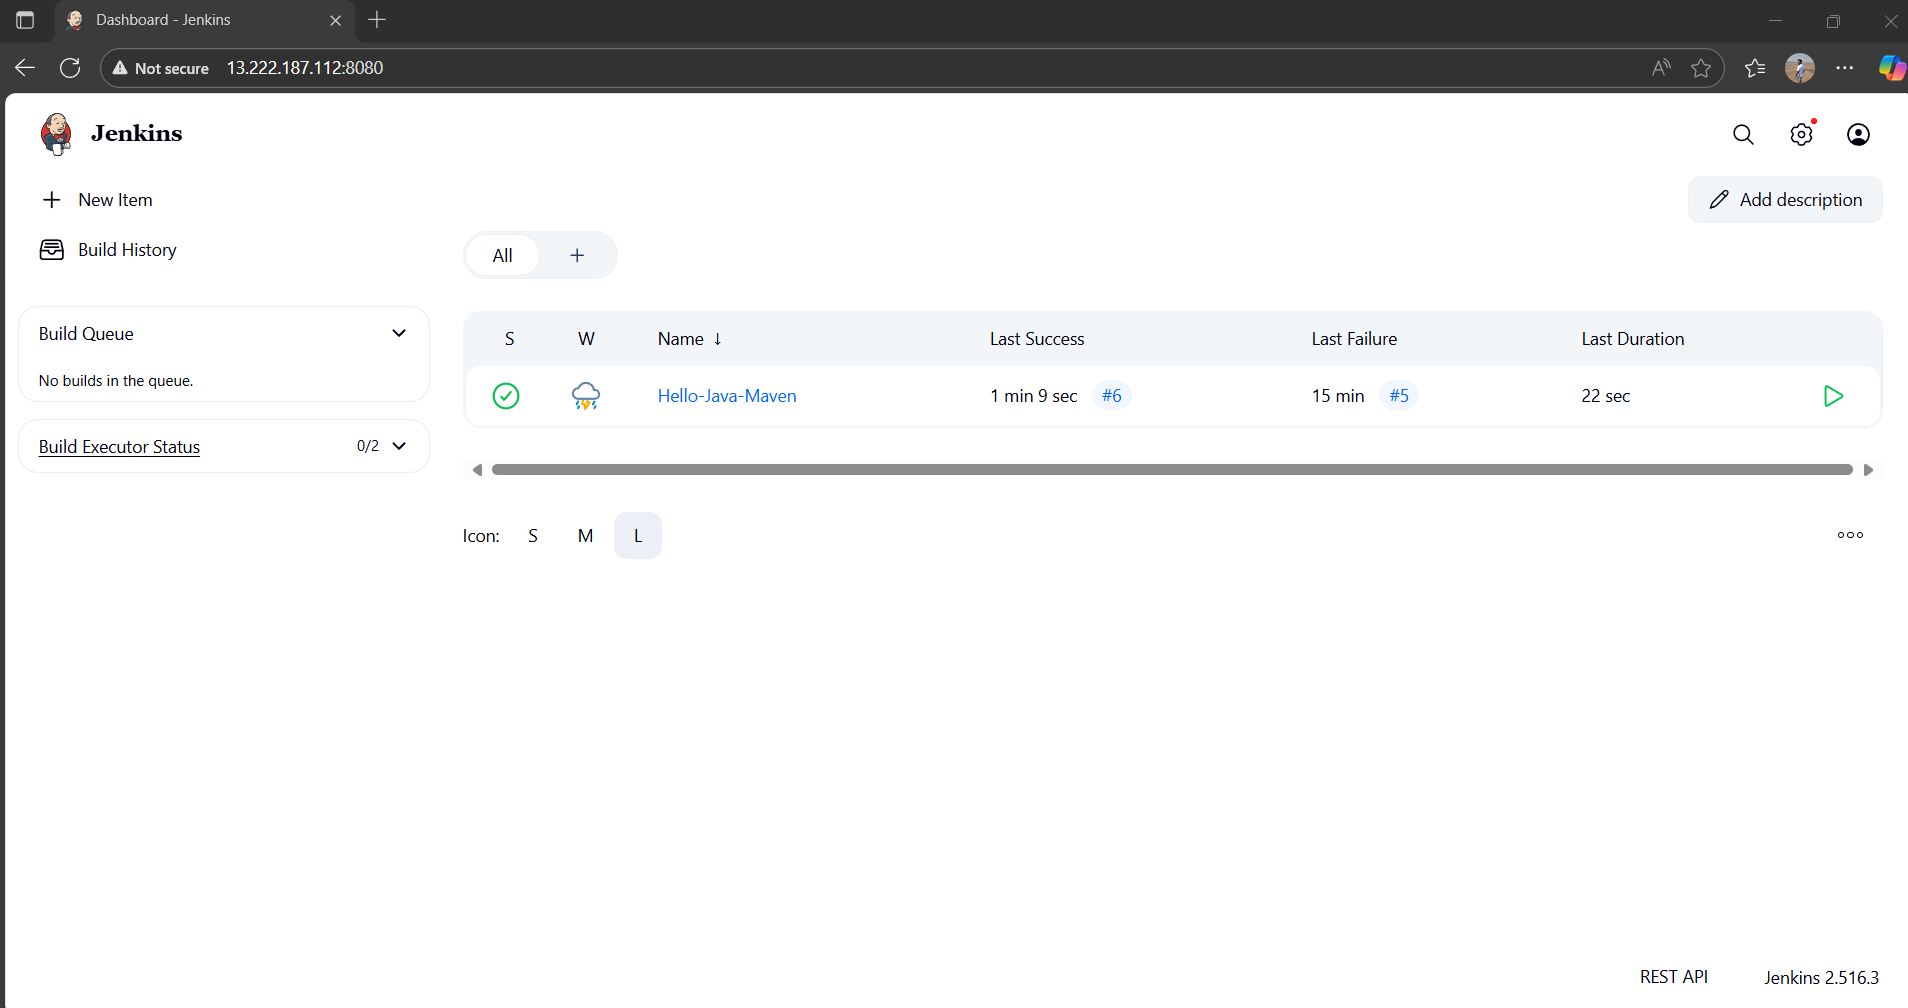 Dashboard - Jenkins
Not secure 13.222.187.112:8080
Jenkins
New Item
Add description
Build History
All
Build Queue
No builds in the queue.
Build Executor Status 0/2
S W Name ↓ Last Success Last Failure Last Duration
Hello-Java-Maven 1 min 9 sec #6 15 min #5 22 sec
Icon: S M L
REST API Jenkins 2.516.3